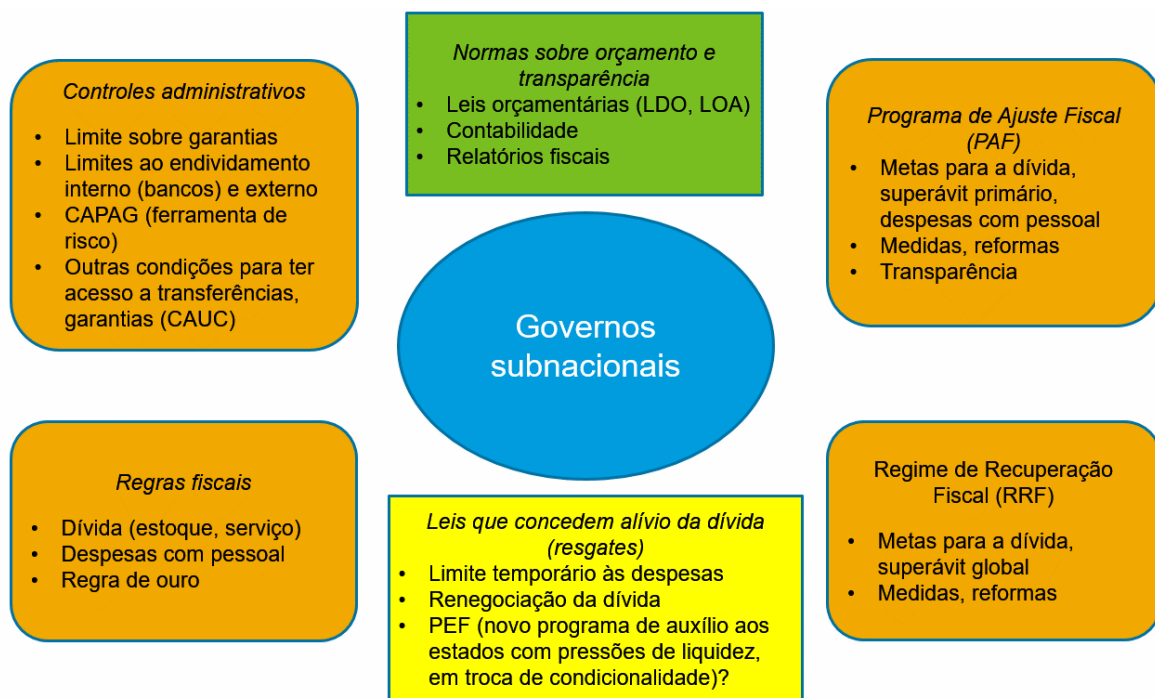 Controles administrativos
• Limite sobre garantias
• Limites ao endividamento
interno (bancos) e externo
• CAPAG (ferramenta de
risco)
• Outras condições para ter
acesso a transferências,
garantias (CAUC)
Normas sobre orçamento e
transparência
• Leis orçamentárias (LDO, LOA)
• Contabilidade
• Relatórios fiscais
Programa de Ajuste Fiscal
(PAF)
• Metas para a dívida,
superávit primário,
despesas com pessoal
• Medidas, reformas
• Transparência
Governos
subnacionais
Regras fiscais
• Dívida (estoque, serviço)
• Despesas com pessoal
• Regra de ouro
Leis que concedem alívio da dívida
(resgates)
• Limite temporário às despesas
• Renegociação da dívida
• PEF (novo programa de auxílio aos
estados com pressões de liquidez,
em troca de condicionalidade)?
Regime de Recuperação
Fiscal (RRF)
• Metas para a dívida,
superávit global
• Medidas, reformas